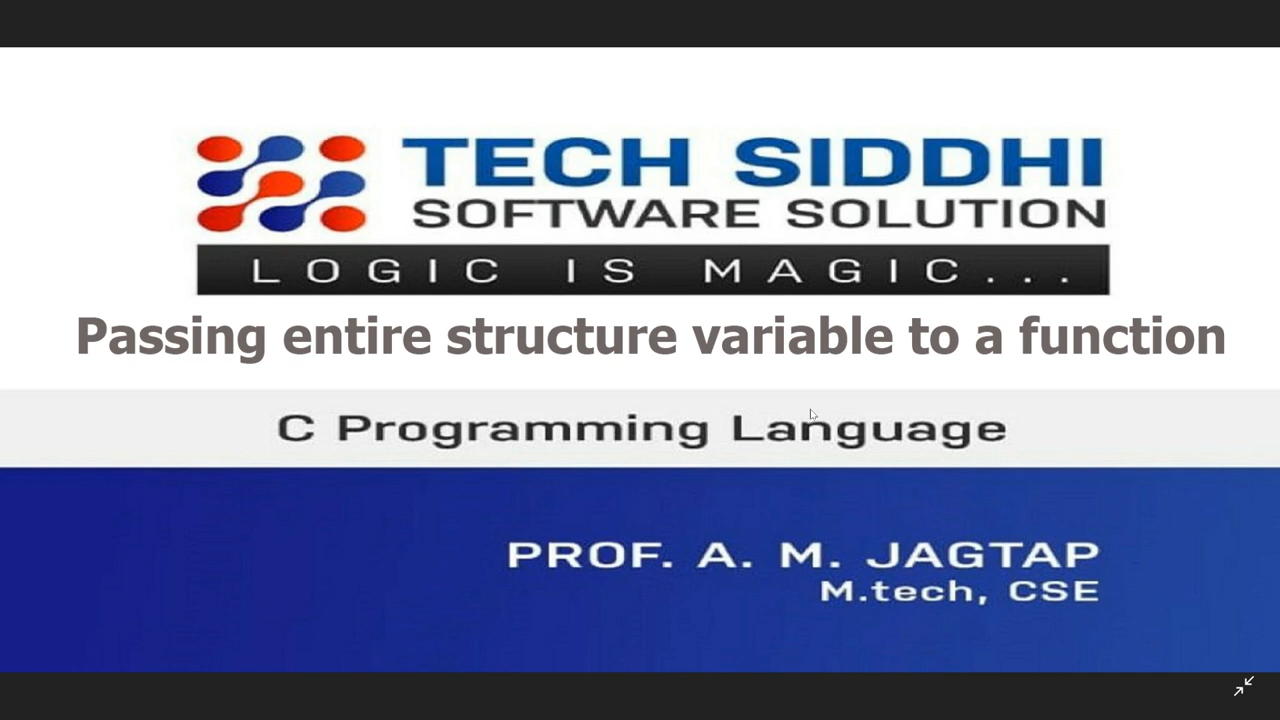 TECH SIDDHI
SOFTWARE SOLUTION
LOGIC IS MAGIC...
Passing entire structure variable to a function
C Programming Language
PROF. A. M. JAGTAP
M.tech, CSE